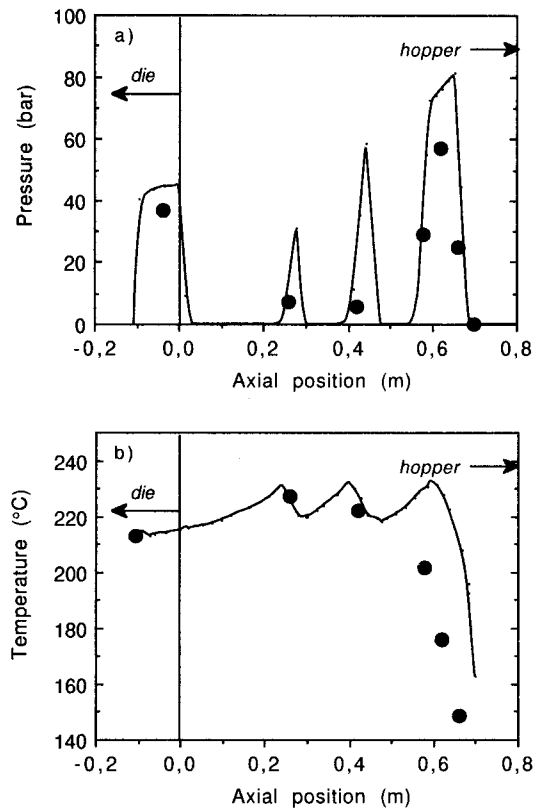 100
a)
hopper
80
die
60
40
20
0
Pressure (bar)
-0,2 0,0 0,2 0,4 0,6 0,8
Axial position (m)
b)
hopper
240
die
220
200
180
160
140
Temperature (°C)
-0,2 0,0 0,2 0,4 0,6 0,8
Axial position (m)